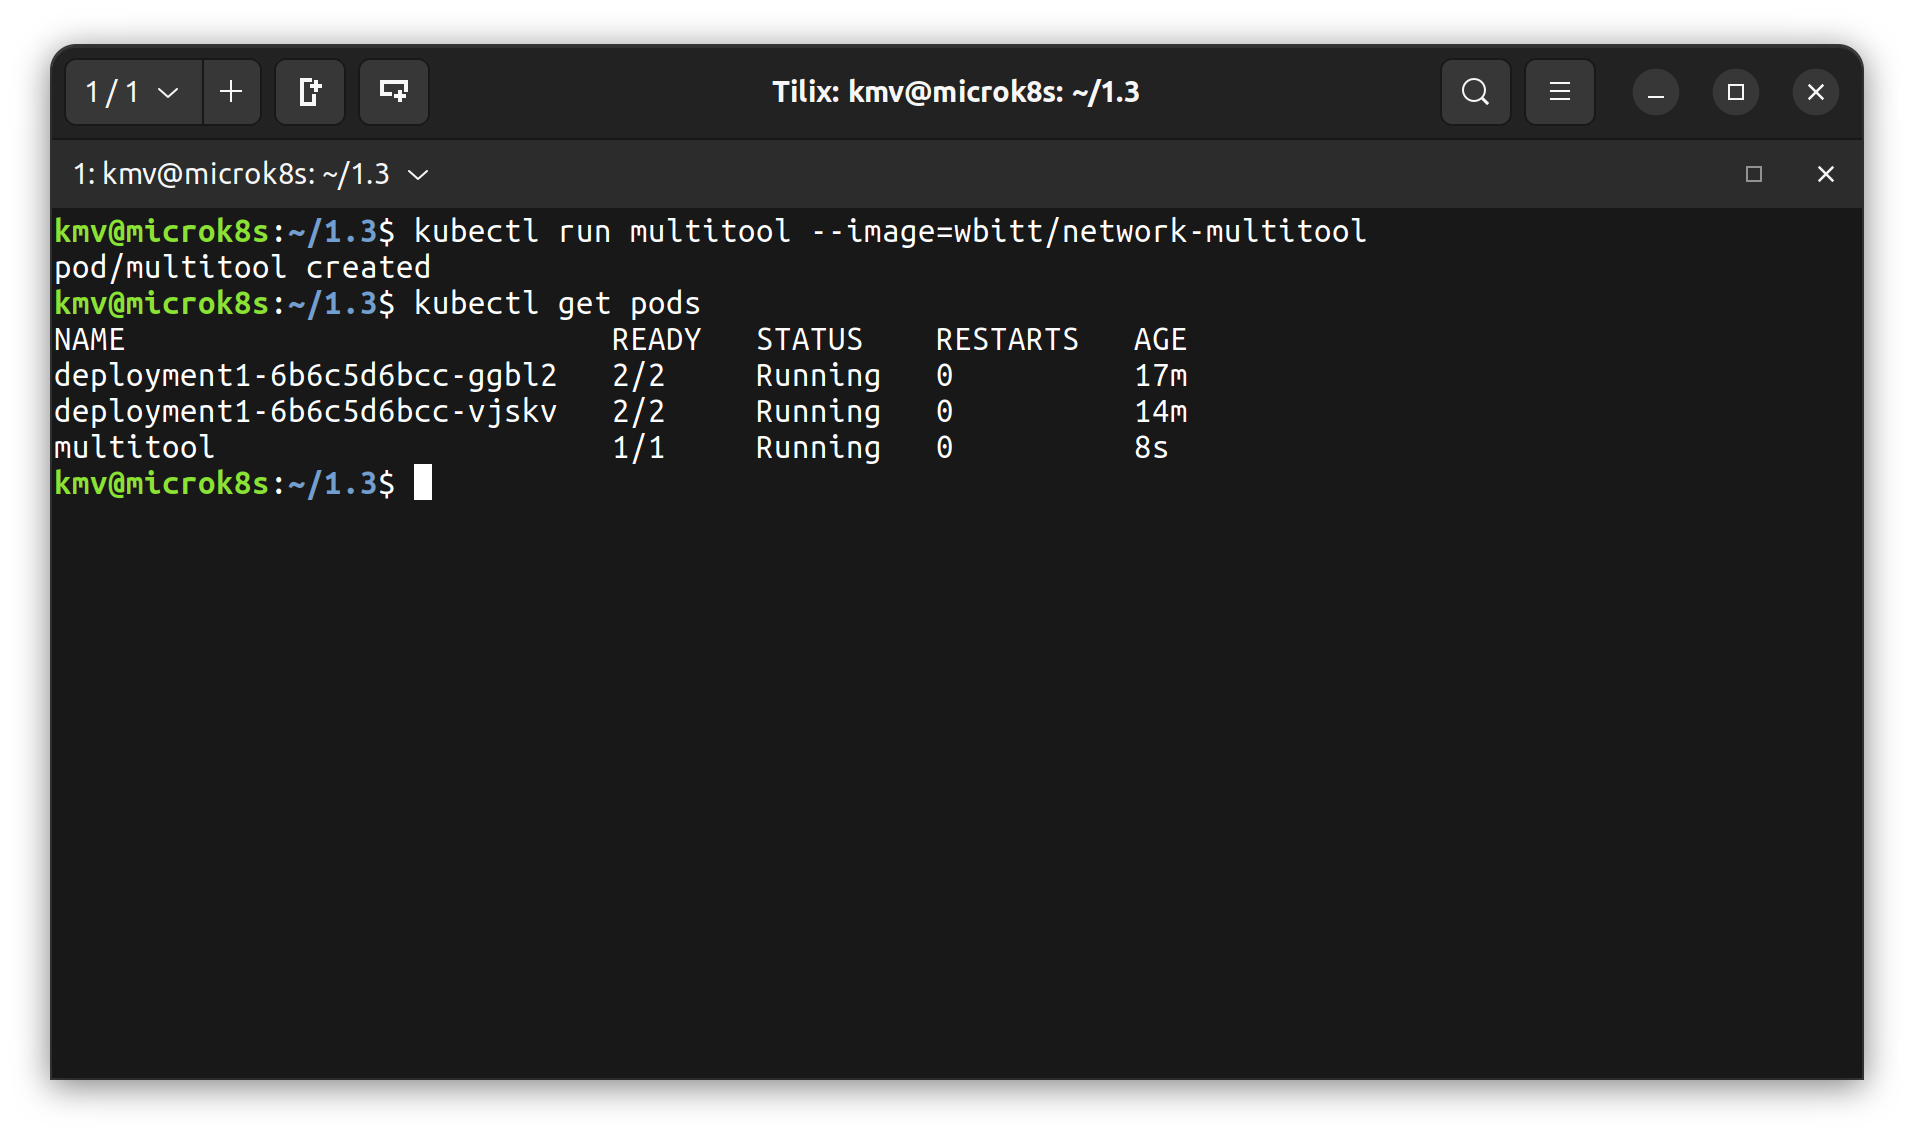 1 / 1
Tilix: kmv@microk8s: ~/1.3
1: kmv@microk8s: ~/1.3
kmv@microk8s:~/1.3$ kubectl run multitool --image=wbitt/network-multitool
pod/multitool created
kmv@microk8s:~/1.3$ kubectl get pods
NAME                           READY   STATUS    RESTARTS   AGE
deployment1-6b6c5d6bcc-ggbl2   2/2     Running   0          17m
deployment1-6b6c5d6bcc-vjskv   2/2     Running   0          14m
multitool                      1/1     Running   0          8s
kmv@microk8s:~/1.3$